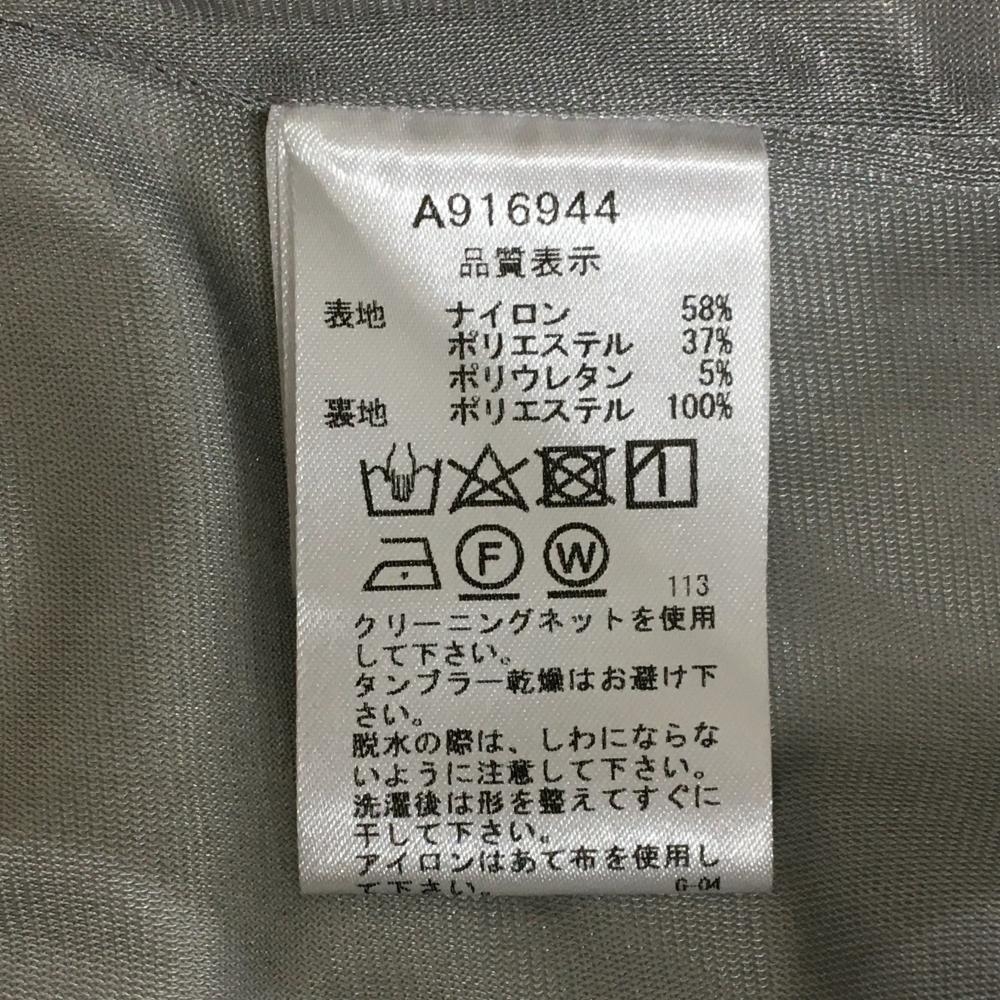 A916944
品質表示
表地 ナイロン 58%
ポリエステル 37%
ポリウレタン 5%
裏地 ポリエステル 100%
F W 113
クリーニングネットを使用
して下さい。
タンブラー乾燥はお避け下
さい。
脱水の際は、しわにならな
いように注意して下さい。
洗濯後は形を整えてすぐに
干して下さい。
アイロンはあて布を使用し
て下さい。 G-04